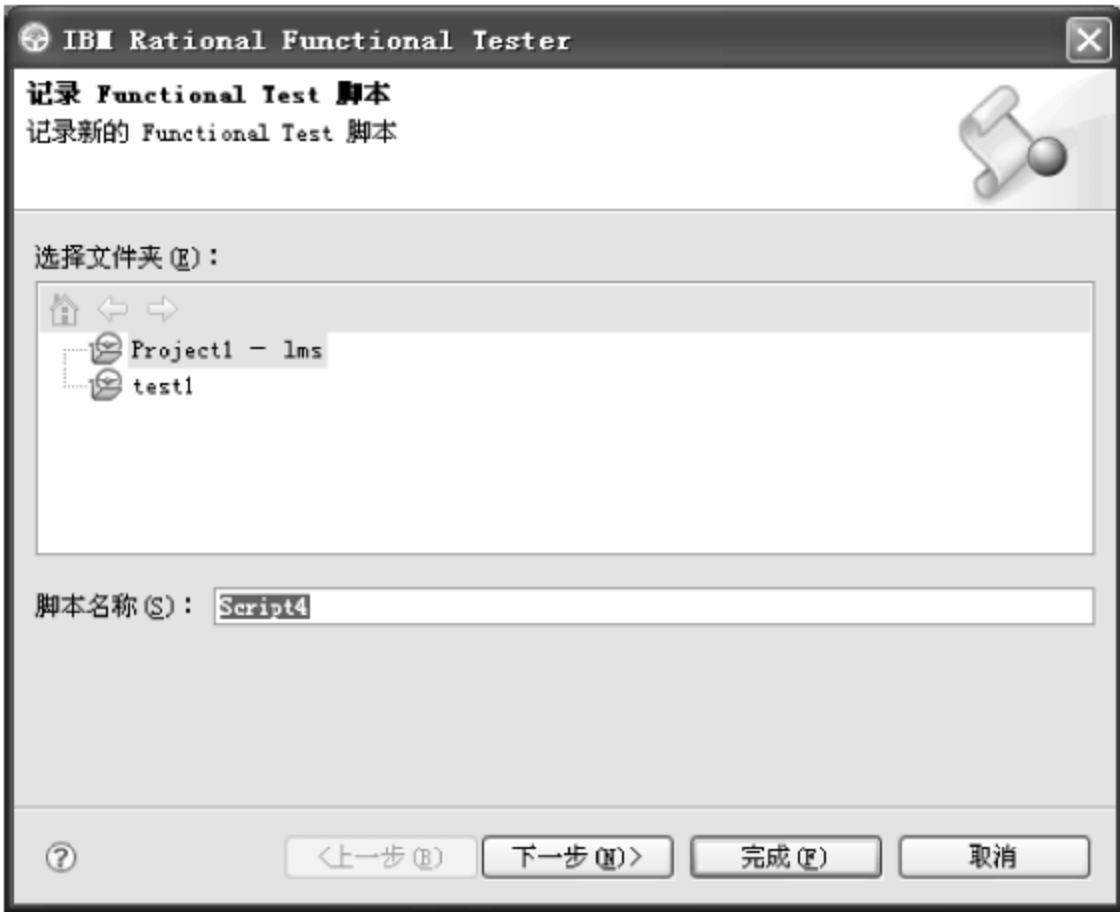 IBM Rational Functional Tester
记录 Functional Test 脚本
记录新的 Functional Test 脚本
选择文件夹(E)：
Project1 - lms
test1
脚本名称(S)： Script4
<上一步(B) 下一步(N)> 完成(F) 取消